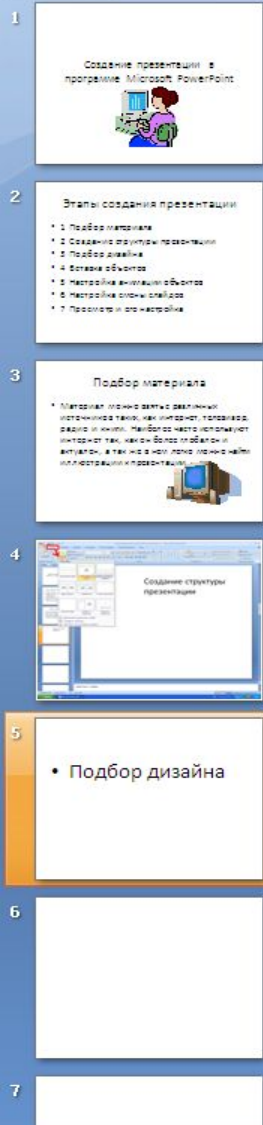 1
Создание презентации в
программе Microsoft PowerPoint
2
Этапы создания презентации
• 1 Подбор материала
• 2 Создание структуры презентации
• 3 Подбор дизайна
• 4 Вставка объектов
• 5 Настройка анимации объектов
• 6 Настройка смены слайдов
• 7 Просмотр и его настройка
3
Подбор материала
• Материал можно взять с различных
источников таких, как интернет, телевизор,
радио и книги. Наиболее часто используют
интернет так, как он более глобален и
актуален, а так же в нем легко можно найти
иллюстрации к презентации
4
Создание структуры
презентации
5
• Подбор дизайна
6
7